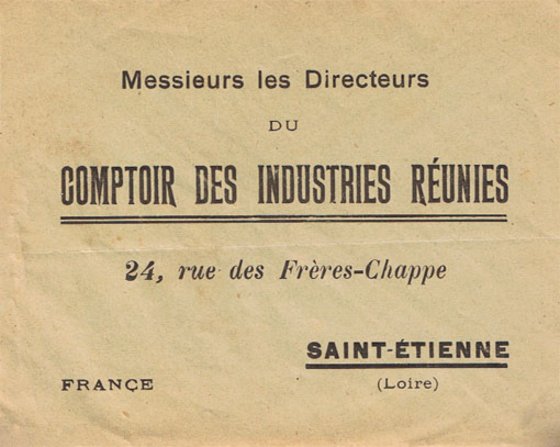 Messieurs les Directeurs
DU
COMPTOIR DES INDUSTRIES RÉUNIES
24, rue des Frères-Chappe
SAINT-ÉTIENNE
FRANCE
(Loire)